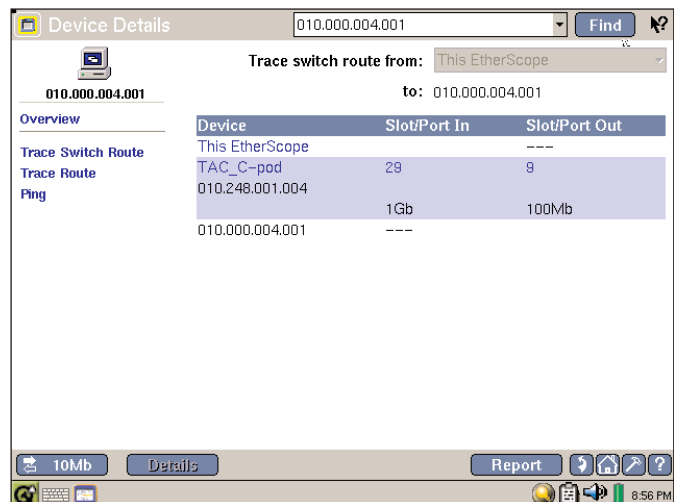 Device Details
010.000.004.001
Find
?
Trace switch route from: This EtherScope
010.000.004.001
to: 010.000.004.001
Overview
Device Slot/Port In Slot/Port Out
This EtherScope ---
Trace Switch Route
TAC_C-pod 29 9
Trace Route
010.248.001.004
Ping
1Gb 100Mb
010.000.004.001 ---
10Mb
Details
Report
?
8:56 PM